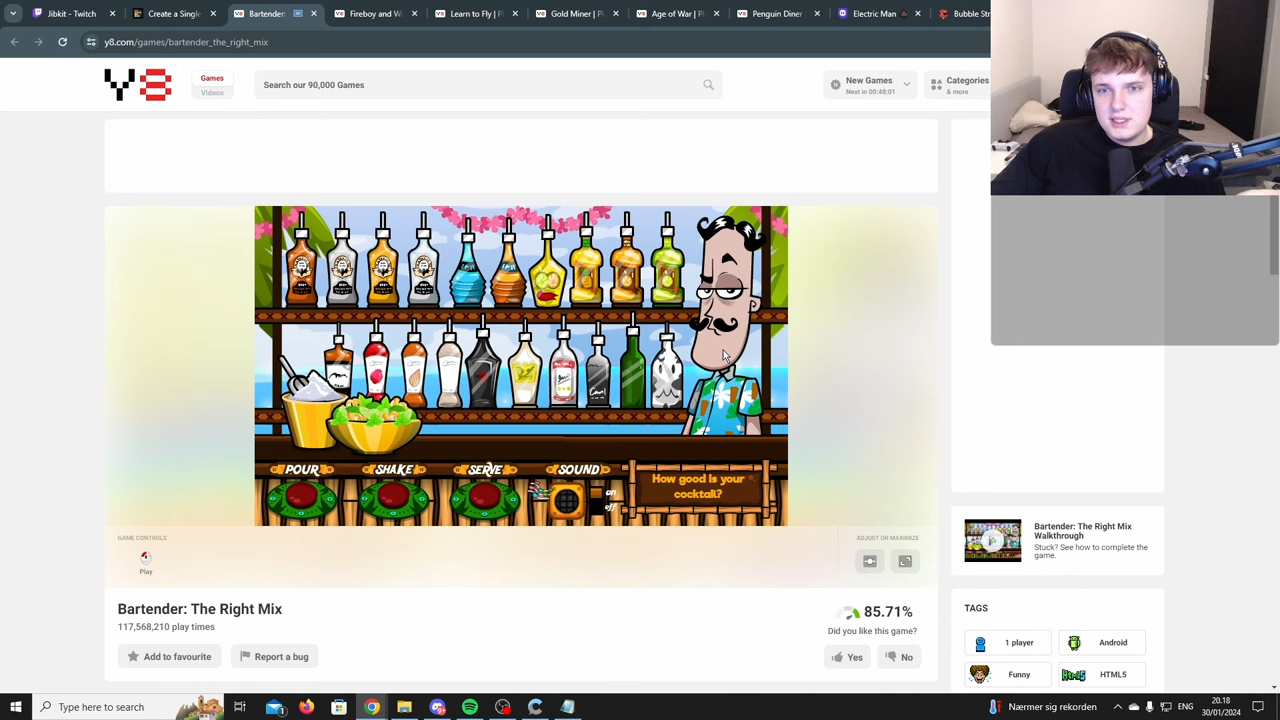 Jibkit - Twitch
Create a Single
Fireboy and W
Learn to Fly | P
Gold Miner | Pl
Age of War | Pl
Penguin Diner
Electric Man
Bubble Str
y8.com/games/bartender_the_right_mix
Y8
Games
Videos
Search our 90,000 Games
New Games
Next in 00:48:01
Categories
& more
POUR
SHAKE
SERVE
SOUND
on
off
How good is your
cocktail?
GAME CONTROLS
Play
ADJUST OR MAXIMIZE
Bartender: The Right Mix
117,568,210 play times
85.71%
Did you like this game?
Add to favourite
Report a bug
Yes
No
Bartender: The Right Mix
Walkthrough
Stuck? See how to complete the
game.
TAGS
1 player
Android
Funny
HTML5
Type here to search
Nærmer sig rekorder
ENG
20.18
30/01/2024